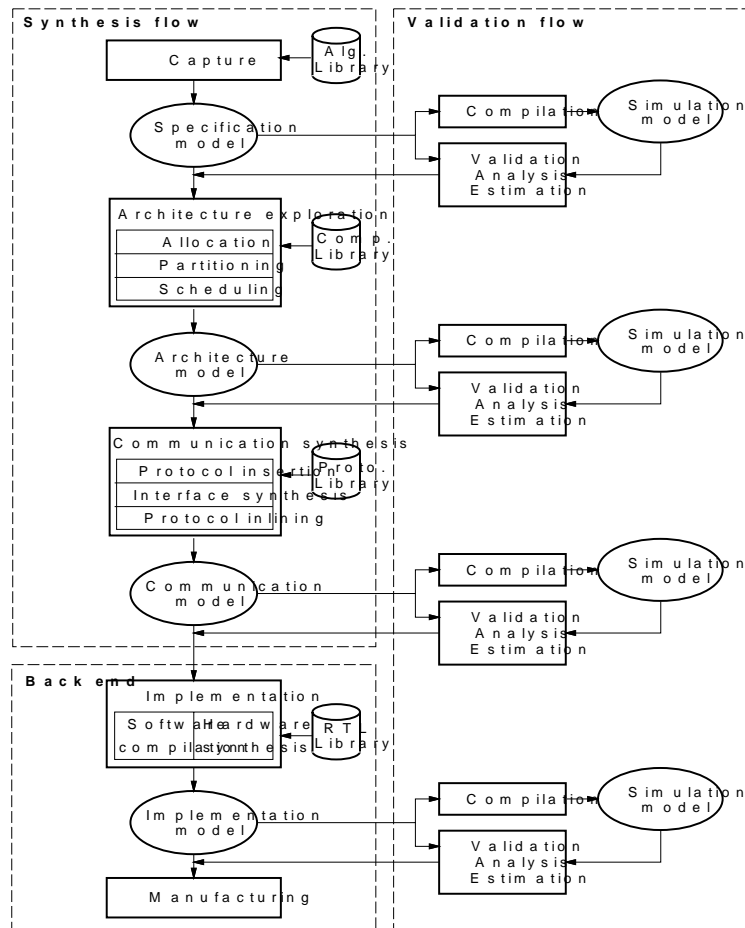 Synthesis flow
Validation flow
Capture
Alg.
Library
Specification
model
Compilation
Simulation
model
Validation
Analysis
Estimation
Architecture exploration
Allocation
Partitioning
Scheduling
Comp.
Library
Architecture
model
Compilation
Simulation
model
Validation
Analysis
Estimation
Communication synthesis
Protocol insertion
Interface synthesis
Protocol inlining
Proto.
Library
Communication
model
Compilation
Simulation
model
Validation
Analysis
Estimation
Back end
Implementation
Software
compilation
Hardware
synthesis
RTL
Library
Implementation
model
Compilation
Simulation
model
Validation
Analysis
Estimation
Manufacturing